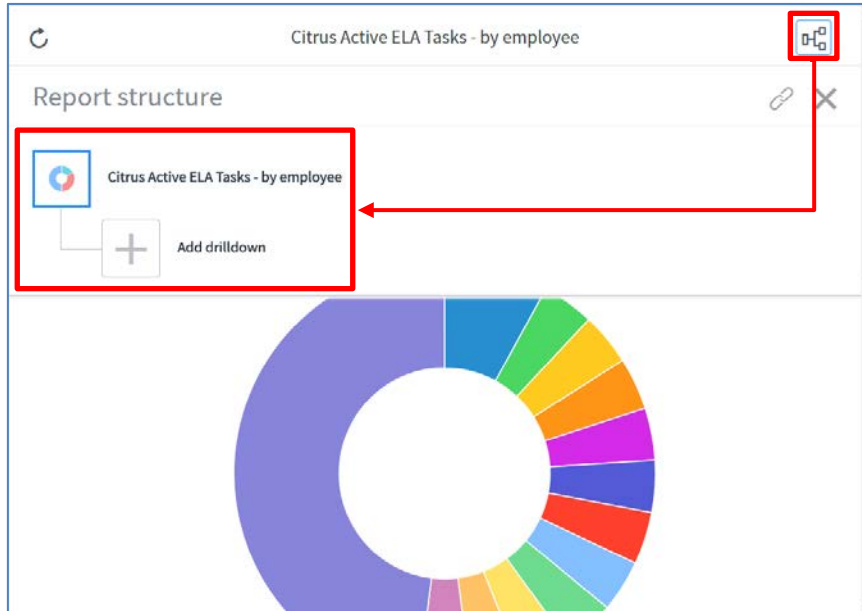 Citrus Active ELA Tasks - by employee
Report structure
Citrus Active ELA Tasks - by employee
Add drilldown